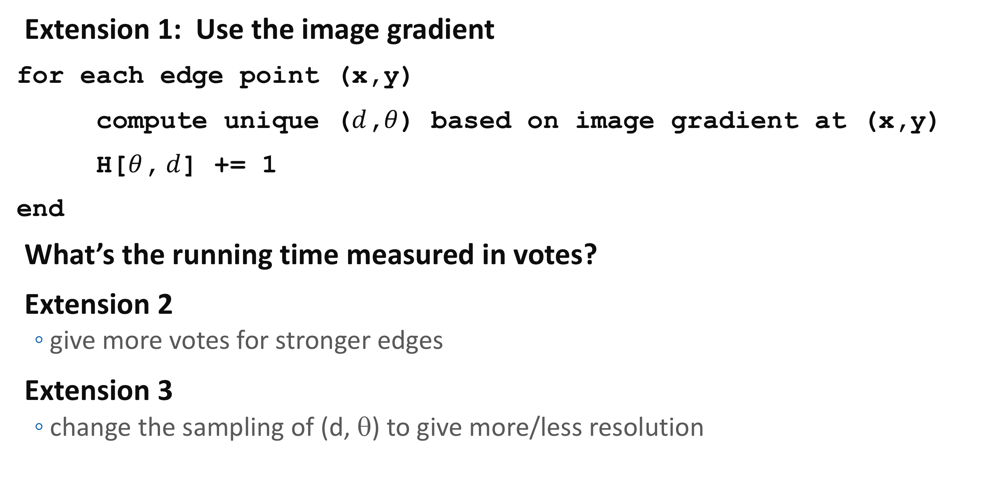 Extension 1:  Use the image gradient
for each edge point (x,y)
compute unique (d,θ) based on image gradient at (x,y)
H[θ, d] += 1
end
What’s the running time measured in votes?
Extension 2
◦ give more votes for stronger edges
Extension 3
◦ change the sampling of (d, θ) to give more/less resolution